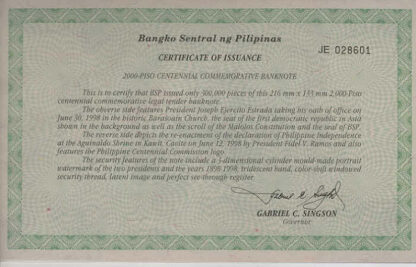 Bangko Sentral ng Pilipinas
JE 028601
CERTIFICATE OF ISSUANCE
2000-PISO CENTENNIAL COMMEMORATIVE BANKNOTE
This is to certify that BSP issued only 300,000 pieces of this 216 mm x 133 mm 2,000-Piso
centennial commemorative legal tender banknote.
The obverse side features President Joseph Ejercito Estrada taking his oath of office on
June 30, 1998 in the historic Barasoain Church, the seat of the first democratic republic in Asia
shown in the background as well as the scroll of the Malolos Constitution and the seal of BSP.
The reverse side depicts the re-enactment of the declaration of Philippine Independence
at the Aguinaldo Shrine in Kawit, Cavite on June 12, 1998 by President Fidel V. Ramos and also
features the Philippine Centennial Commission logo.
The security features of the note include a 3-dimensional cylinder mould-made portrait
watermark of the two presidents and the years 1898-1998, iridescent band, color-shift windowed
security thread, latent image and perfect see-through register.
Gabriel C. Singson
GABRIEL C. SINGSON
Governor